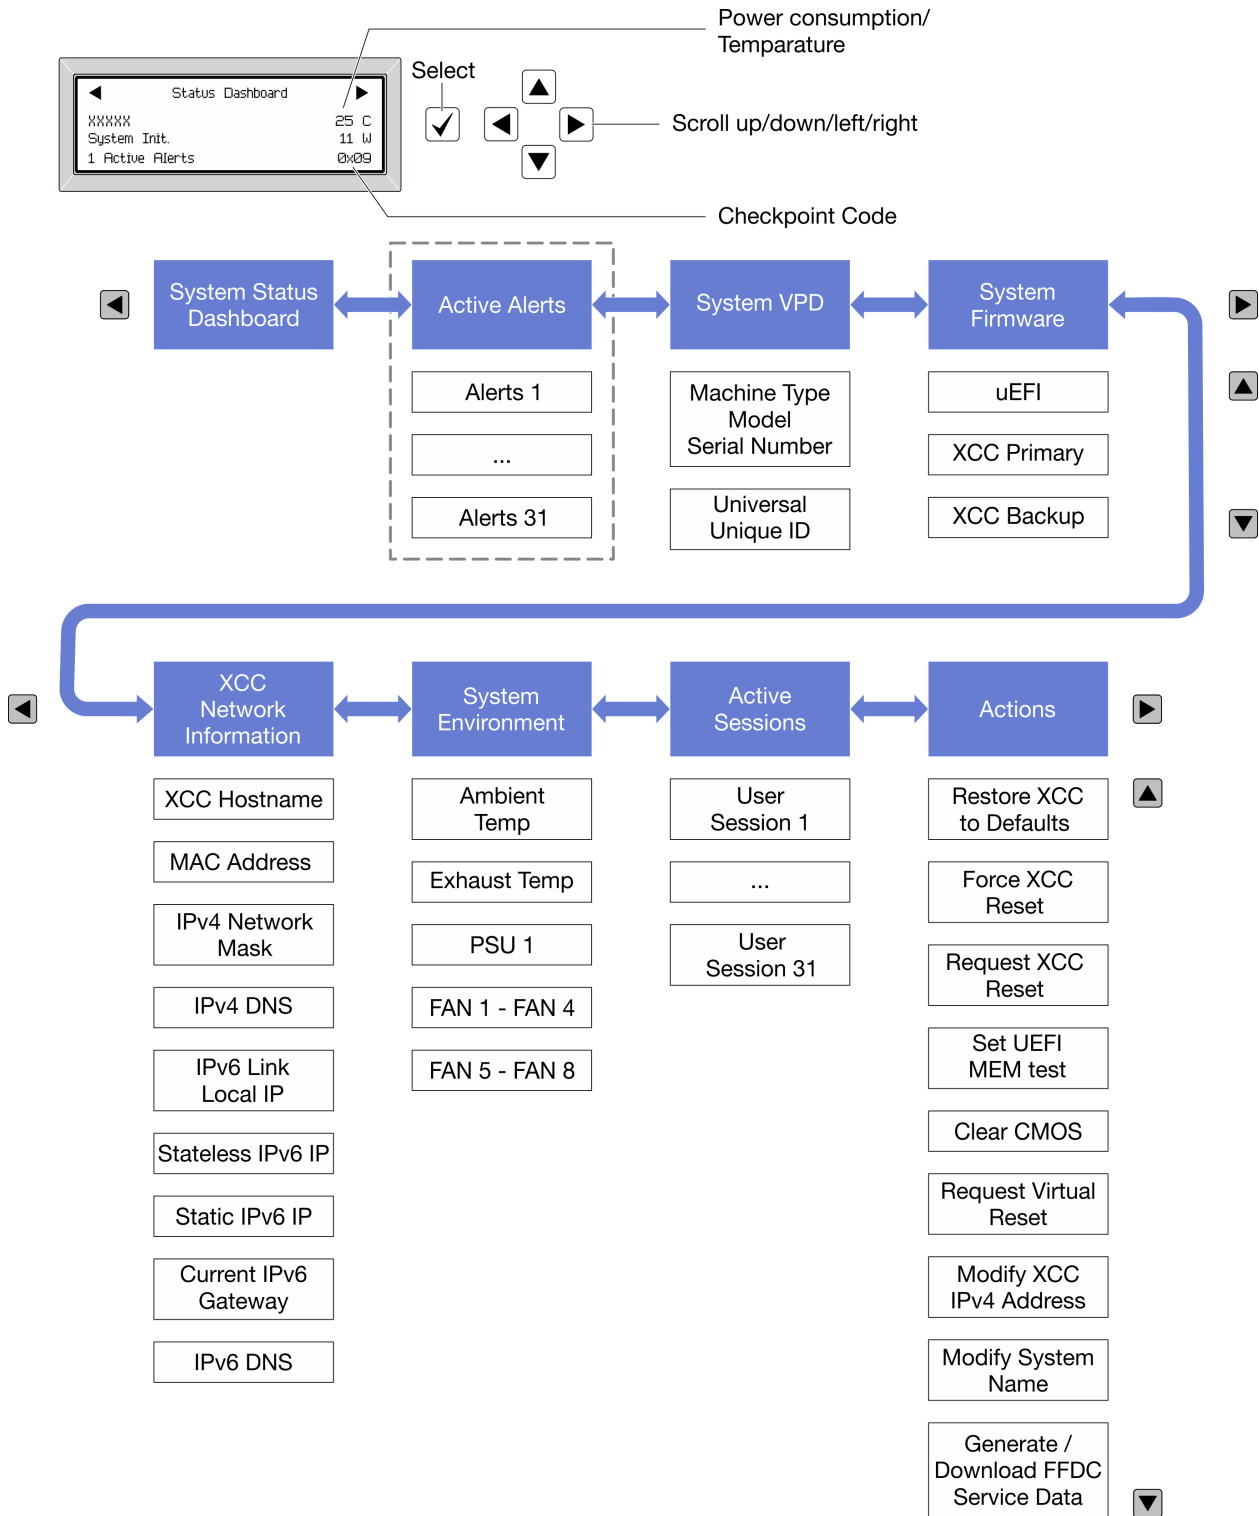 Power consumption/
Temparature
Select
Status Dashboard
XXXXX
25 C
System Init.
11 W
1 Active Alerts
0x09
Scroll up/down/left/right
Checkpoint Code
System Status
Dashboard
Active Alerts
System VPD
System
Firmware
Alerts 1
...
Alerts 31
Machine Type
Model
Serial Number
Universal
Unique ID
uEFI
XCC Primary
XCC Backup
XCC
Network
Information
System
Environment
Active
Sessions
Actions
XCC Hostname
MAC Address
IPv4 Network
Mask
IPv4 DNS
IPv6 Link
Local IP
Stateless IPv6 IP
Static IPv6 IP
Current IPv6
Gateway
IPv6 DNS
Ambient
Temp
Exhaust Temp
PSU 1
FAN 1 - FAN 4
FAN 5 - FAN 8
User
Session 1
...
User
Session 31
Restore XCC
to Defaults
Force XCC
Reset
Request XCC
Reset
Set UEFI
MEM test
Clear CMOS
Request Virtual
Reset
Modify XCC
IPv4 Address
Modify System
Name
Generate /
Download FFDC
Service Data